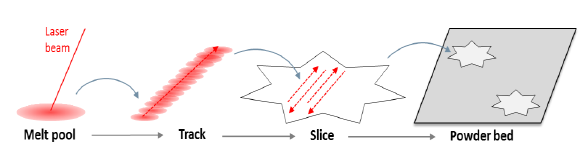 Laser
beam
Melt pool
Track
Slice
Powder bed